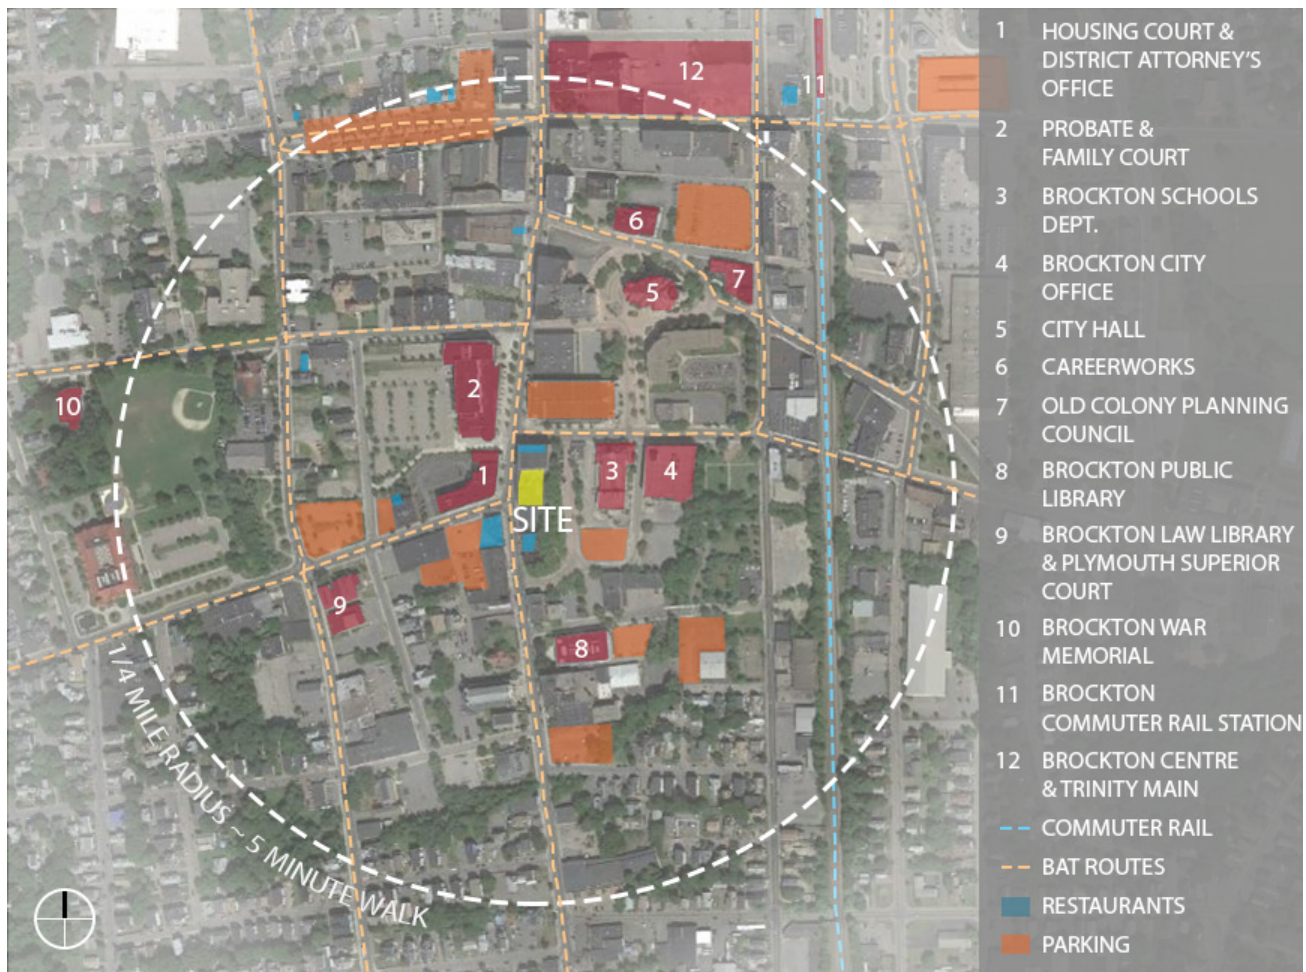 1 HOUSING COURT &
DISTRICT ATTORNEY'S
OFFICE
2 PROBATE &
FAMILY COURT
3 BROCKTON SCHOOLS
DEPT.
4 BROCKTON CITY
OFFICE
5 CITY HALL
6 CAREERWORKS
7 OLD COLONY PLANNING
COUNCIL
8 BROCKTON PUBLIC
LIBRARY
9 BROCKTON LAW LIBRARY
& PLYMOUTH SUPERIOR
COURT
10 BROCKTON WAR
MEMORIAL
11 BROCKTON
COMMUTER RAIL STATION
12 BROCKTON CENTRE
& TRINITY MAIN
COMMUTER RAIL
BAT ROUTES
RESTAURANTS
PARKING
12
11
6
7
5
2
10
1
3
4
SITE
9
8
1/4 MILE RADIUS ~ 5 MINUTE WALK